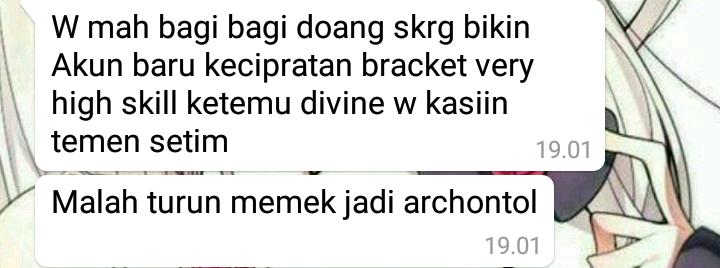 W mah bagi bagi doang skrg bikin
Akun baru kecipratan bracket very
high skill ketemu divine w kasiin
temen setim
19.01
Malah turun memek jadi archontol
19.01